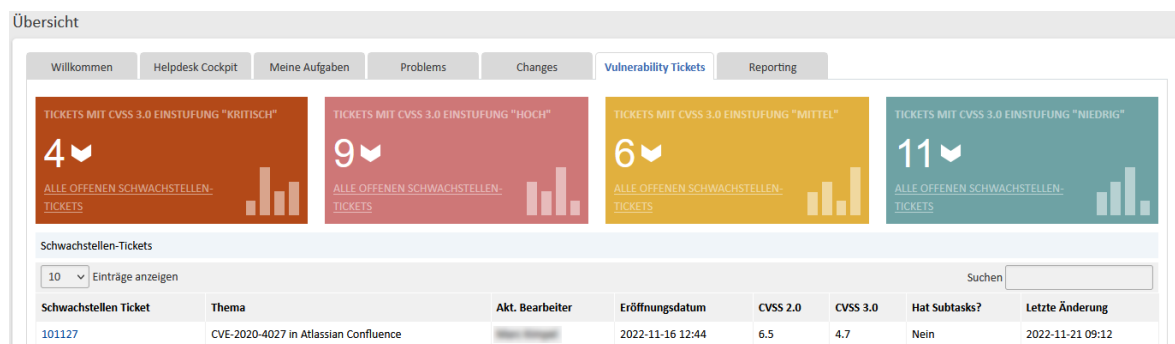 Übersicht
Willkommen Helpdesk Cockpit Meine Aufgaben Problems Changes Vulnerability Tickets Reporting
TICKETS MIT CVSS 3.0 EINSTUFUNG "KRITISCH"
4
ALLE OFFENEN SCHWACHSTELLEN-
TICKETS
TICKETS MIT CVSS 3.0 EINSTUFUNG "HOCH"
9
ALLE OFFENEN SCHWACHSTELLEN-
TICKETS
TICKETS MIT CVSS 3.0 EINSTUFUNG "MITTEL"
6
ALLE OFFENEN SCHWACHSTELLEN-
TICKETS
TICKETS MIT CVSS 3.0 EINSTUFUNG "NIEDRIG"
11
ALLE OFFENEN SCHWACHSTELLEN-
TICKETS
Schwachstellen-Tickets
10 Einträge anzeigen Suchen
Schwachstellen Ticket Thema Akt. Bearbeiter Eröffnungsdatum CVSS 2.0 CVSS 3.0 Hat Subtasks? Letzte Änderung
101127 CVE-2020-4027 in Atlassian Confluence 2022-11-16 12:44 6.5 4.7 Nein 2022-11-21 09:12